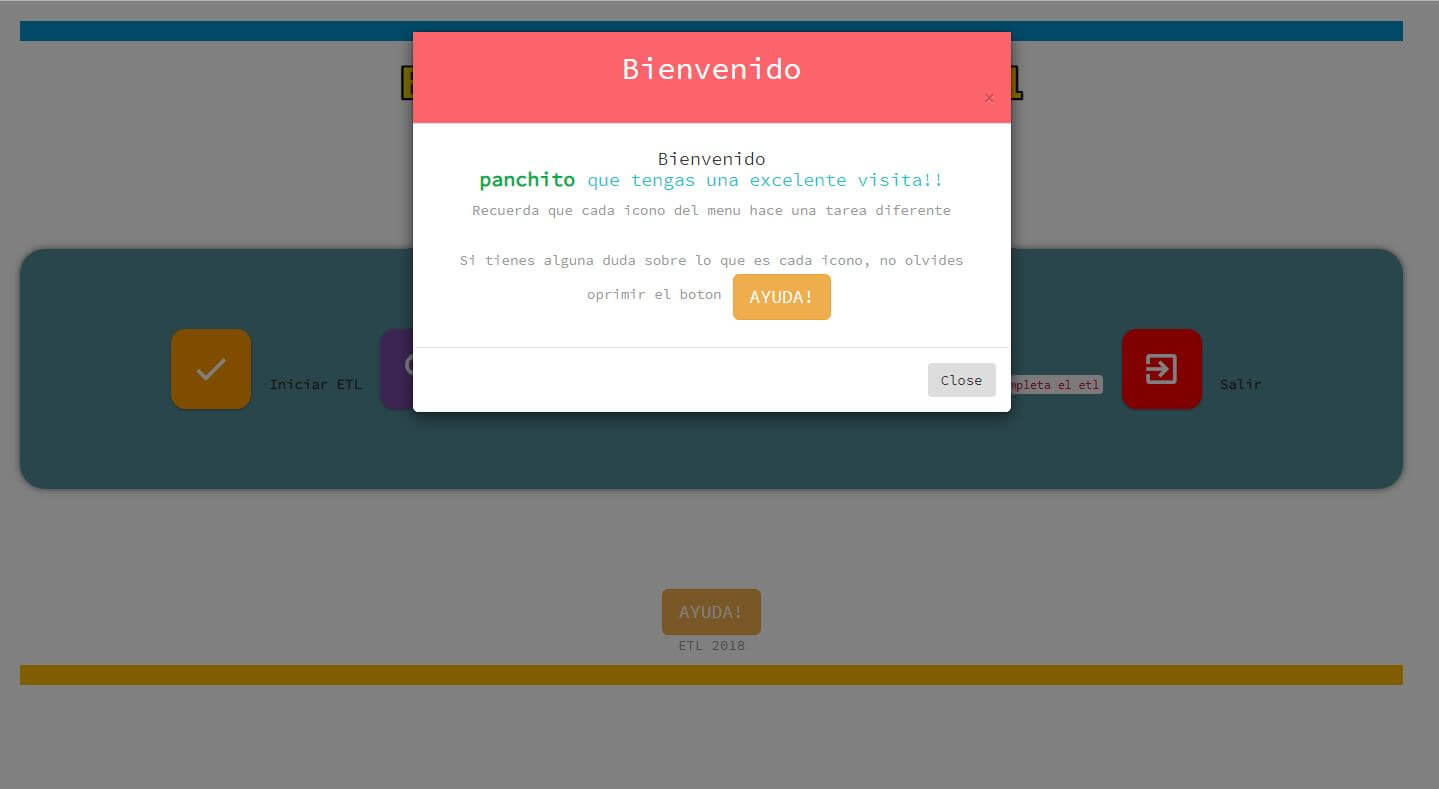 Bienvenido
×
Bienvenido
panchito que tengas una excelente visita!!
Recuerda que cada icono del menu hace una tarea diferente
Si tienes alguna duda sobre lo que es cada icono, no olvides
oprimir el boton AYUDA!
Close
Iniciar ETL
el etl
Salir
AYUDA!
ETL 2018